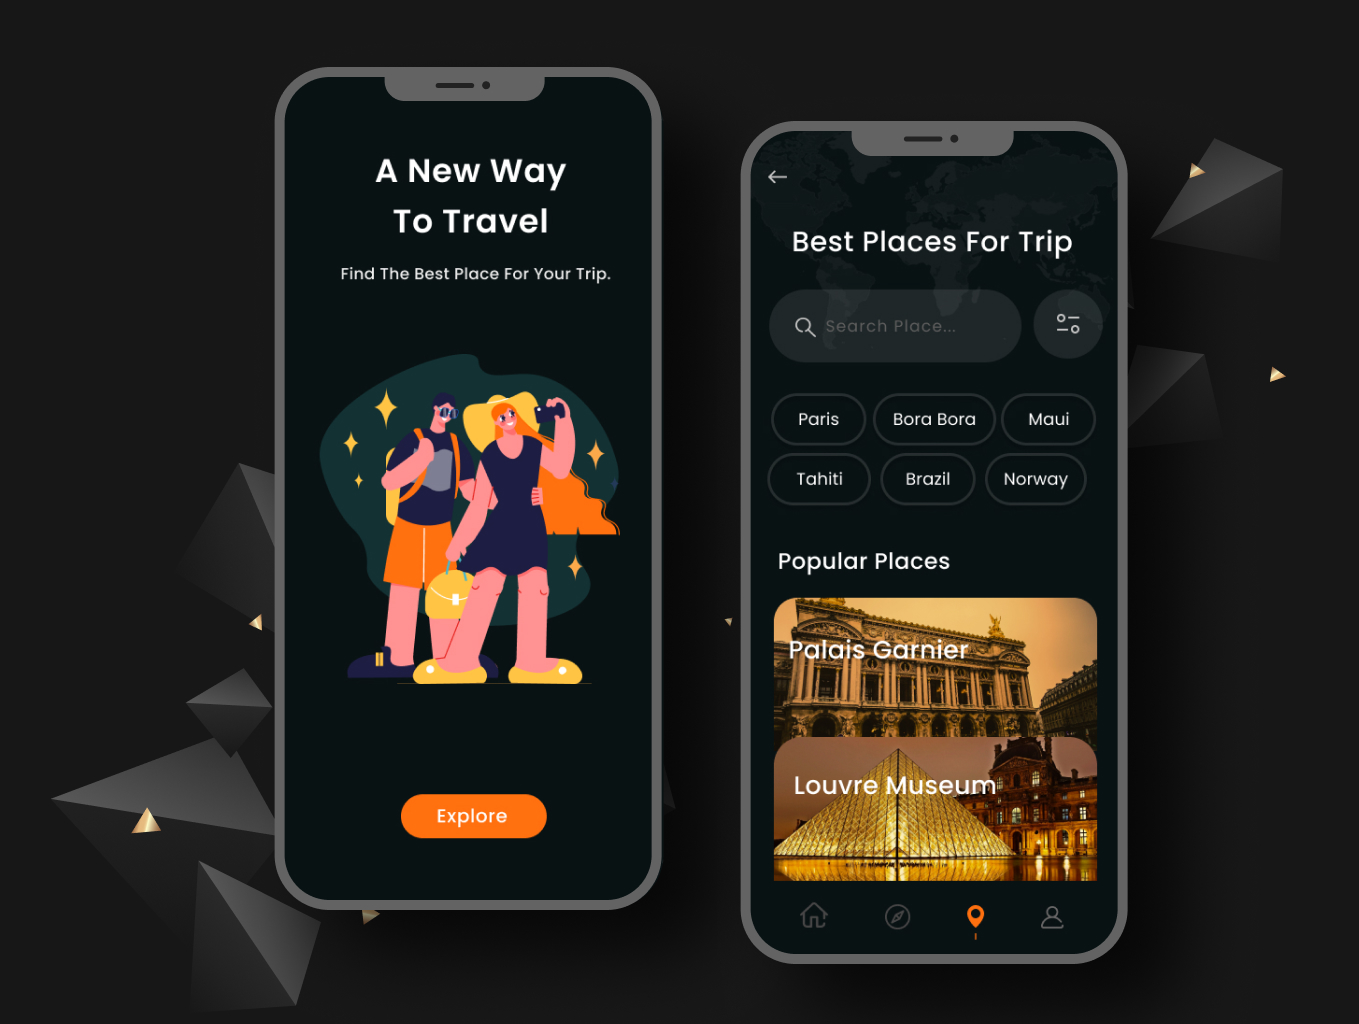 A New Way
To Travel
Find The Best Place For Your Trip.
Explore
Best Places For Trip
Search Place...
Paris
Bora Bora
Maui
Tahiti
Brazil
Norway
Popular Places
Palais Garnier
Louvre Museum